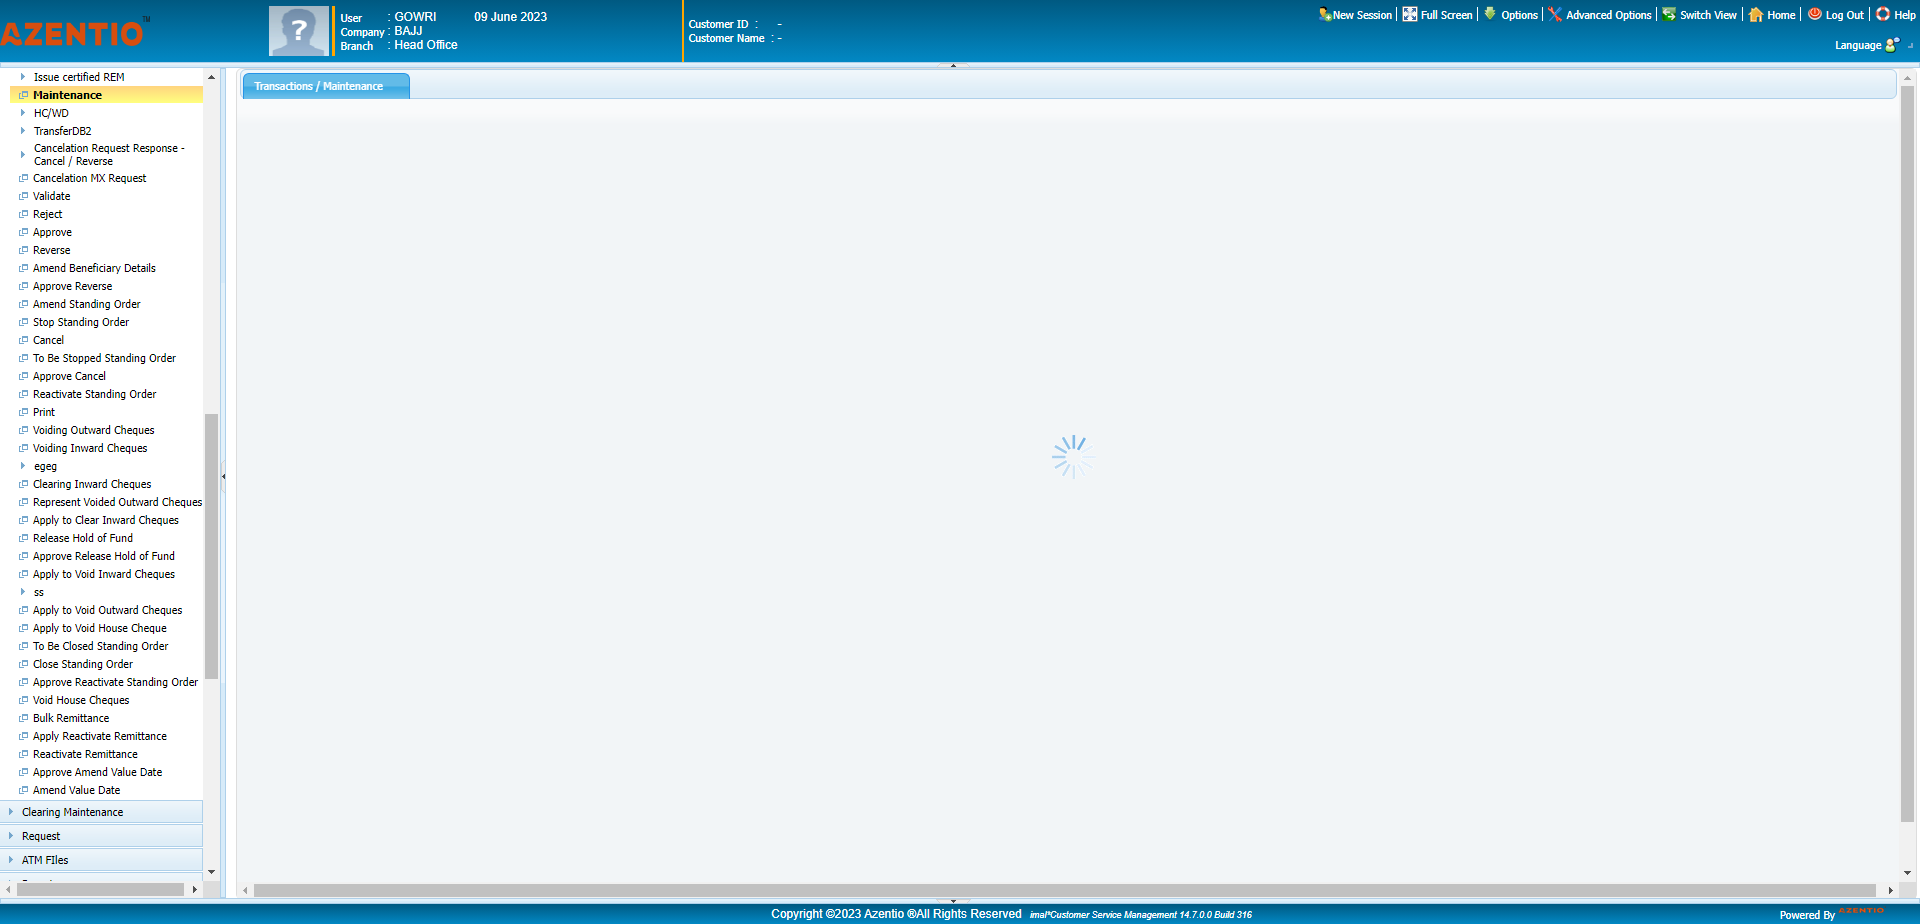 AZENTIO™
User : GOWRI 09 June 2023
Company : BAJJ
Branch : Head Office
Customer ID : -
Customer Name : -
New Session Full Screen Options Advanced Options Switch View Home Log Out Help
Language
Issue certified REM
Maintenance
HC/WD
TransferDB2
Cancelation Request Response -
Cancel / Reverse
Cancelation MX Request
Validate
Reject
Approve
Reverse
Amend Beneficiary Details
Approve Reverse
Amend Standing Order
Stop Standing Order
Cancel
To Be Stopped Standing Order
Approve Cancel
Reactivate Standing Order
Print
Voiding Outward Cheques
Voiding Inward Cheques
egeg
Clearing Inward Cheques
Represent Voided Outward Cheques
Apply to Clear Inward Cheques
Release Hold of Fund
Approve Release Hold of Fund
Apply to Void Inward Cheques
ss
Apply to Void Outward Cheques
Apply to Void House Cheque
To Be Closed Standing Order
Close Standing Order
Approve Reactivate Standing Order
Void House Cheques
Bulk Remittance
Apply Reactivate Remittance
Reactivate Remittance
Approve Amend Value Date
Amend Value Date
Clearing Maintenance
Request
ATM FIles
Transactions / Maintenance
Copyright ©2023 Azentio ®All Rights Reserved imal®Customer Service Management 14.7.0.0 Build 316
Powered By AZENTIO